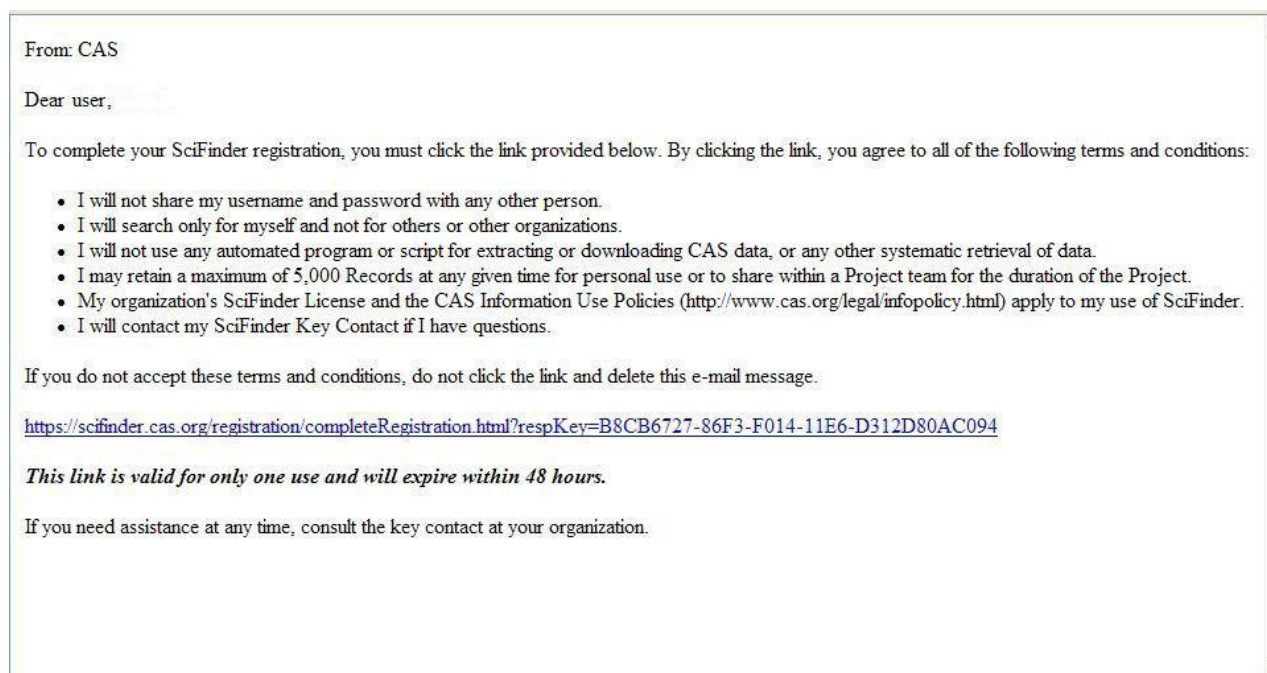 From: CAS
Dear user,
To complete your SciFinder registration, you must click the link provided below. By clicking the link, you agree to all of the following terms and conditions:
• I will not share my username and password with any other person.
• I will search only for myself and not for others or other organizations.
• I will not use any automated program or script for extracting or downloading CAS data, or any other systematic retrieval of data.
• I may retain a maximum of 5,000 Records at any given time for personal use or to share within a Project team for the duration of the Project.
• My organization's SciFinder License and the CAS Information Use Policies (http://www.cas.org/legal/infopolicy.html) apply to my use of SciFinder.
• I will contact my SciFinder Key Contact if I have questions.
If you do not accept these terms and conditions, do not click the link and delete this e-mail message.
https://scifinder.cas.org/registration/completeRegistration.html?respKey=B8CB6727-86F3-F014-11E6-D312D80AC094
This link is valid for only one use and will expire within 48 hours.
If you need assistance at any time, consult the key contact at your organization.